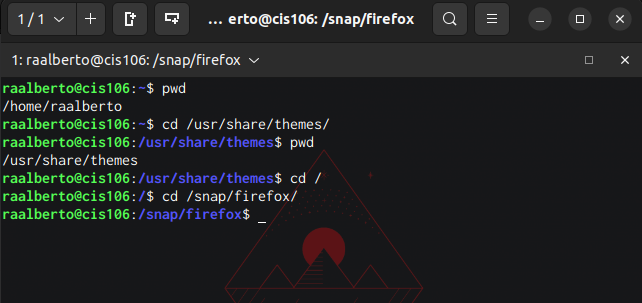 1 / 1
... erto@cis106: /snap/firefox
1: raalberto@cis106: /snap/firefox
raalberto@cis106:~$ pwd
/home/raalberto
raalberto@cis106:~$ cd /usr/share/themes/
raalberto@cis106:/usr/share/themes$ pwd
/usr/share/themes
raalberto@cis106:/usr/share/themes$ cd /
raalberto@cis106:/$ cd /snap/firefox/
raalberto@cis106:/snap/firefox$ _